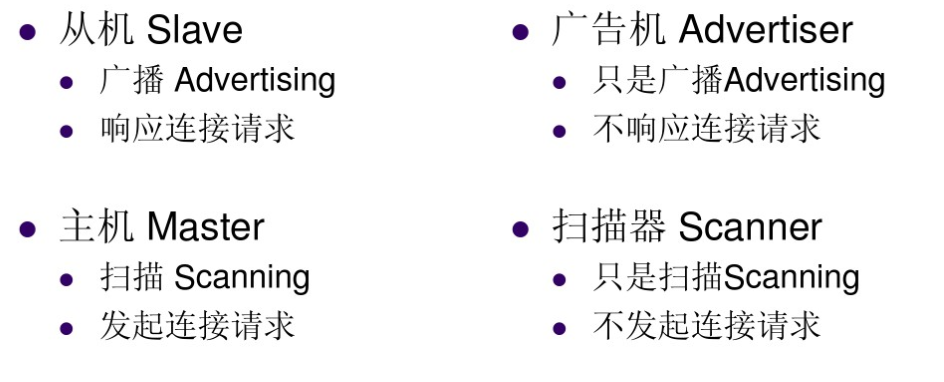 从机 Slave
广播 Advertising
响应连接请求
广告机 Advertiser
只是广播Advertising
不响应连接请求
主机 Master
扫描 Scanning
发起连接请求
扫描器 Scanner
只是扫描Scanning
不发起连接请求